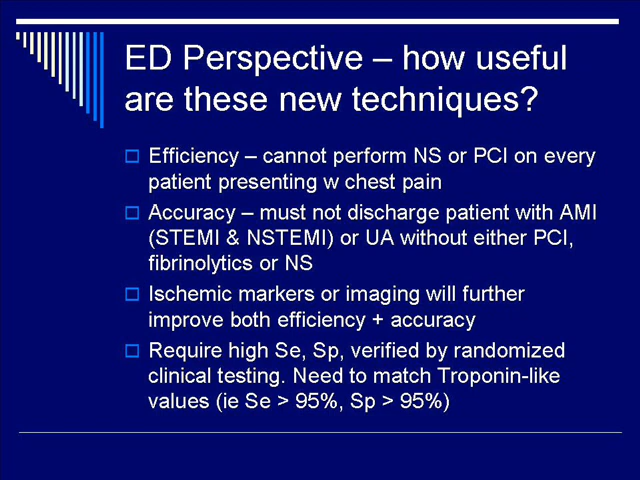 ED Perspective – how useful
are these new techniques?
Efficiency – cannot perform NS or PCI on every
patient presenting w chest pain
Accuracy – must not discharge patient with AMI
(STEMI & NSTEMI) or UA without either PCI,
fibrinolytics or NS
Ischemic markers or imaging will further
improve both efficiency + accuracy
Require high Se, Sp, verified by randomized
clinical testing. Need to match Troponin-like
values (ie Se > 95%, Sp > 95%)